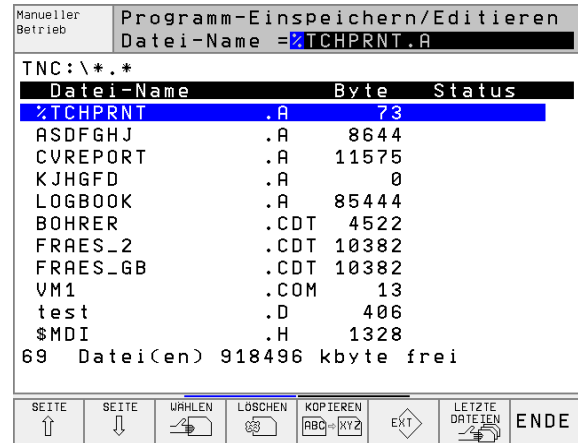 Manueller
Betrieb
Programm-Einspeichern/Editieren
Datei-Name =%TCHPRNT.A
TNC:\*.*
Datei-Name Byte Status
%TCHPRNT .A 73
ASDFGHJ .A 8644
CVREPORT .A 11575
KJHGFD .A 0
LOGBOOK .A 85444
BOHRER .CDT 4522
FRAES_2 .CDT 10382
FRAES_GB .CDT 10382
VM1 .COM 13
test .D 406
$MDI .H 1328
69 Datei(en) 918496 kbyte frei
SEITE SEITE WÄHLEN LÖSCHEN KOPIEREN LETZTE
DATEIEN
ABC⇨XYZ EXT ENDE